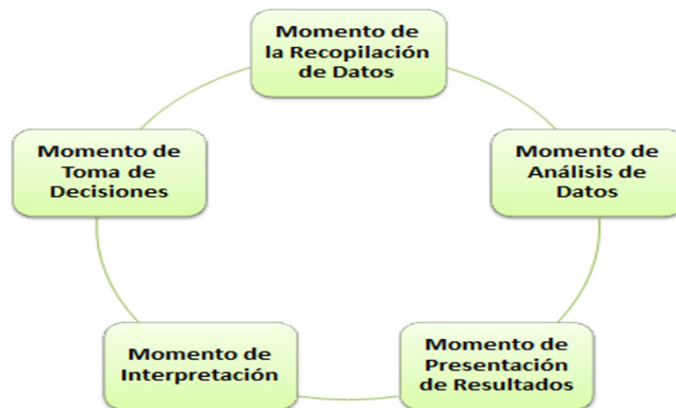 Momento de
la Recopilación
de Datos
Momento de
Análisis de
Datos
Momento de
Presentación
de Resultados
Momento de
Interpretación
Momento de
Toma de
Decisiones